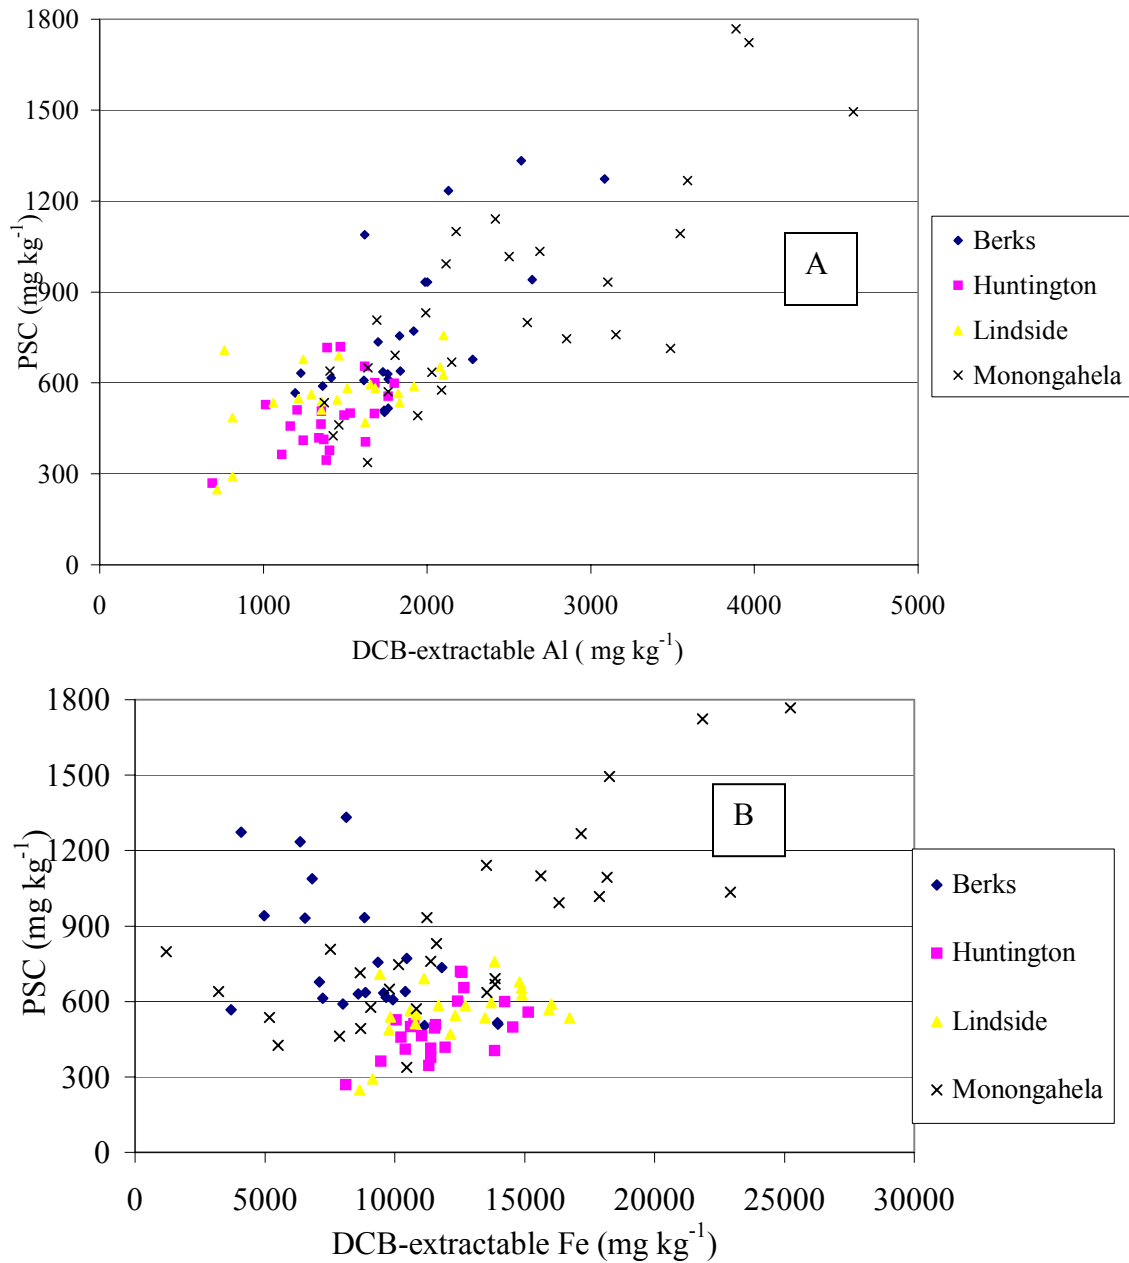 1800
1500
1200
900
600
300
0
PSC (mg kg⁻¹)
0 1000 2000 3000 4000 5000
DCB-extractable Al ( mg kg⁻¹)
A
Berks
Huntington
Lindside
Monongahela
1800
1500
1200
900
600
300
0
PSC (mg kg⁻¹)
0 5000 10000 15000 20000 25000 30000
DCB-extractable Fe (mg kg⁻¹)
B
Berks
Huntington
Lindside
Monongahela